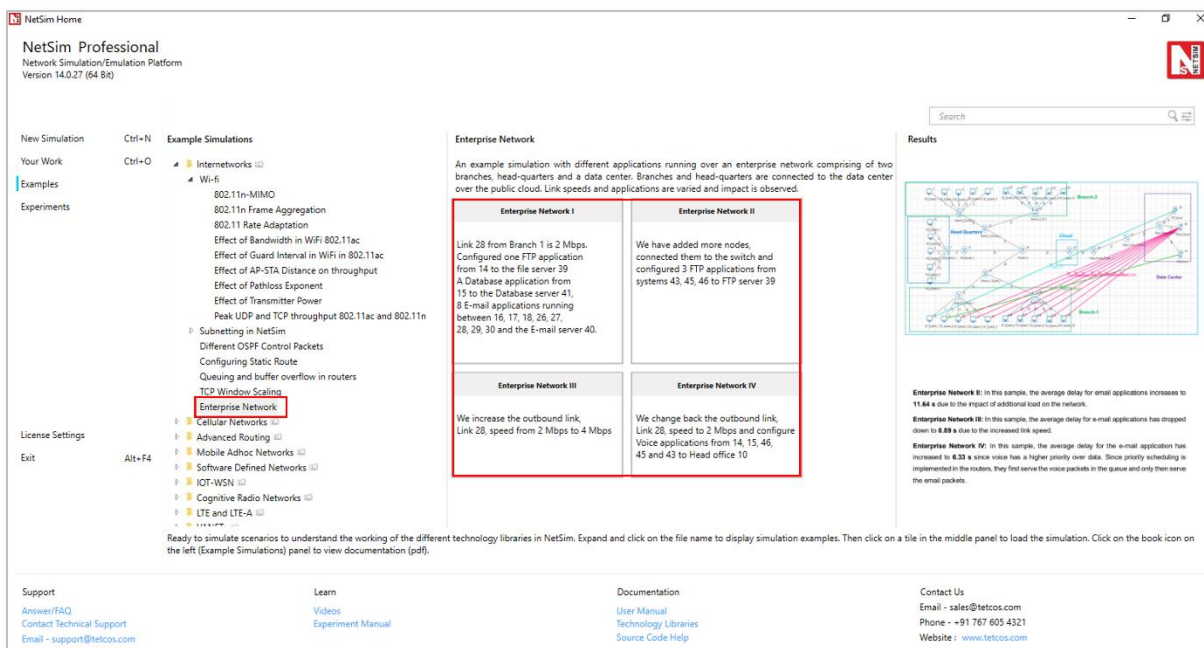 NetSim Home
NetSim Professional
Network Simulation/Emulation Platform
Version 14.0.27 (64 Bit)
NETSIM
Search
New Simulation Ctrl+N
Your Work Ctrl+O
Examples
Experiments
License Settings
Exit Alt+F4
Example Simulations
Internetworks
Wi-fi
802.11n-MIMO
802.11n Frame Aggregation
802.11 Rate Adaptation
Effect of Bandwidth in WiFi 802.11ac
Effect of Guard Interval in WiFi in 802.11ac
Effect of AP-STA Distance on throughput
Effect of Pathloss Exponent
Effect of Transmitter Power
Peak UDP and TCP throughput 802.11ac and 802.11n
Subnetting in NetSim
Different OSPF Control Packets
Configuring Static Route
Queuing and buffer overflow in routers
TCP Window Scaling
Enterprise Network
Cellular Networks
Advanced Routing
Mobile Adhoc Networks
Software Defined Networks
IOT-WSN
Cognitive Radio Networks
LTE and LTE-A
Enterprise Network
An example simulation with different applications running over an enterprise network comprising of two
branches, head-quarters and a data center. Branches and head-quarters are connected to the data center
over the public cloud. Link speeds and applications are varied and impact is observed.
Enterprise Network I
Link 28 from Branch 1 is 2 Mbps.
Configured one FTP application
from 14 to the file server 39
A Database application from
15 to the Database server 41,
8 E-mail applications running
between 16, 17, 18, 26, 27,
28, 29, 30 and the E-mail server 40.
Enterprise Network II
We have added more nodes,
connected them to the switch and
configured 3 FTP applications from
systems 43, 45, 46 to FTP server 39
Enterprise Network III
We increase the outbound link,
Link 28, speed from 2 Mbps to 4 Mbps
Enterprise Network IV
We change back the outbound link,
Link 28, speed to 2 Mbps and configure
Voice applications from 14, 15, 46,
45 and 43 to Head office 10
Results
Branch-2
Head Quarters
Cloud
Data Center
Branch-1
Enterprise Network II: In this sample, the average delay for email applications increases to
11.64 s due to the impact of additional load on the network.
Enterprise Network III: In this sample, the average delay for e-mail applications has dropped
down to 0.89 s due to the increased link speed.
Enterprise Network IV: In this sample, the average delay for the e-mail application has
increased to 6.33 s since voice has a higher priority over data. Since priority scheduling is
implemented in the routers, they first serve the voice packets in the queue and only then serve
the email packets.
Ready to simulate scenarios to understand the working of the different technology libraries in NetSim. Expand and click on the file name to display simulation examples. Then click on a tile in the middle panel to load the simulation. Click on the book icon on
the left (Example Simulations) panel to view documentation (pdf).
Support
Answer/FAQ
Contact Technical Support
Email - support@tetcos.com
Learn
Videos
Experiment Manual
Documentation
User Manual
Technology Libraries
Source Code Help
Contact Us
Email - sales@tetcos.com
Phone - +91 767 605 4321
Website : www.tetcos.com